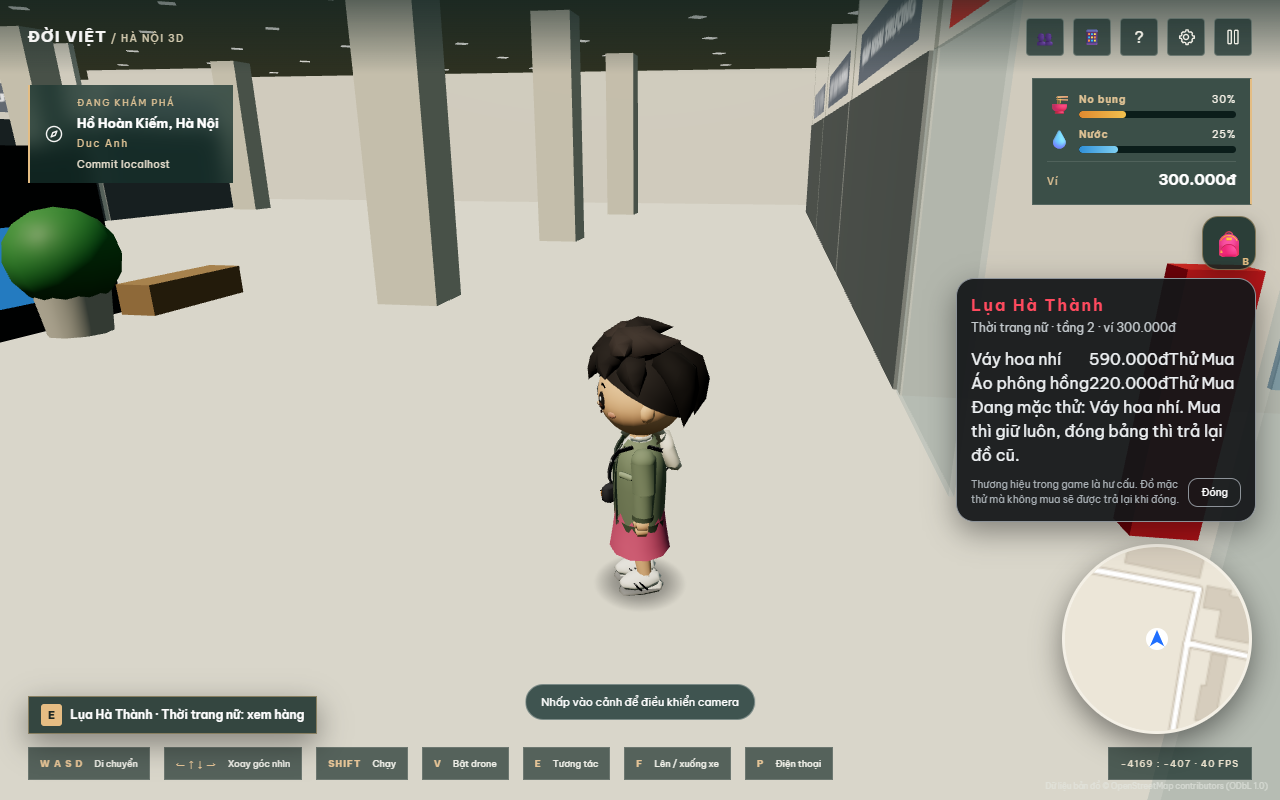 ĐỜI VIỆT / HÀ NỘI 3D
?
ĐANG KHÁM PHÁ
Hồ Hoàn Kiếm, Hà Nội
Duc Anh
Commit localhost
No bụng 30%
Nước 25%
Ví 300.000đ
B
Lụa Hà Thành
Thời trang nữ · tầng 2 · ví 300.000đ
Váy hoa nhí 590.000đThử Mua
Áo phông hồng220.000đThử Mua
Đang mặc thử: Váy hoa nhí. Mua
thì giữ luôn, đóng bảng thì trả lại
đồ cũ.
Thương hiệu trong game là hư cấu. Đồ mặc
thử mà không mua sẽ được trả lại khi đóng.
Đóng
Nhấp vào cảnh để điều khiển camera
E Lụa Hà Thành · Thời trang nữ: xem hàng
W A S D Di chuyển
←↑↓→ Xoay góc nhìn
SHIFT Chạy
V Bật drone
E Tương tác
F Lên / xuống xe
P Điện thoại
-4169 : -407 · 40 FPS
© OpenStreetMap contributors (ODbL 1.0)